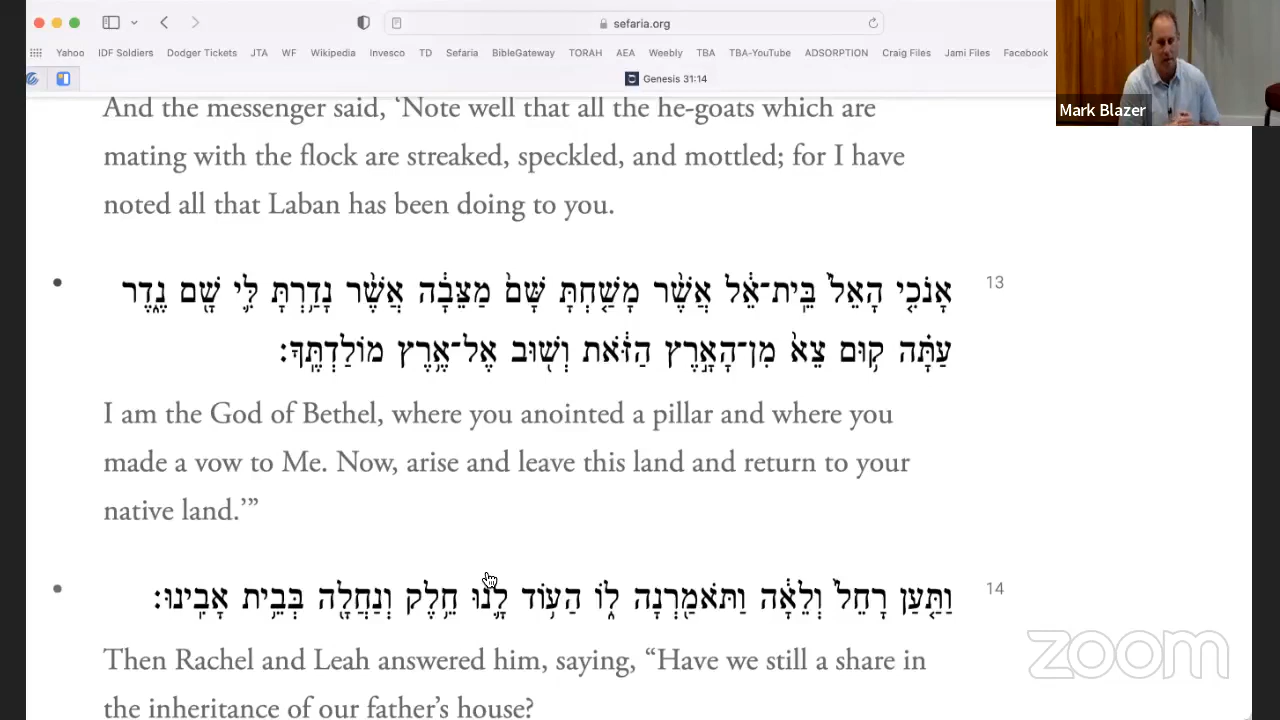 sefaria.org
Yahoo IDF Soldiers Dodger Tickets JTA WF Wikipedia Invesco TD Sefaria BibleGateway TORAH AEA Weebly TBA TBA-YouTube ADSORPTION Craig Files Jami Files Facebook
Genesis 31:14
Mark Blazer
And the messenger said, ‘Note well that all the he-goats which are
mating with the flock are streaked, speckled, and mottled; for I have
noted all that Laban has been doing to you.
13
אָנֹכִ֤י הָאֵל֙ בֵּֽית־אֵ֔ל אֲשֶׁ֨ר מָשַׁ֤חְתָּ שָּׁם֙ מַצֵּבָ֔ה אֲשֶׁ֨ר נָדַ֥רְתָּ לִּ֛י שָׁ֖ם נֶ֑דֶר
עַתָּ֗ה ק֥וּם צֵא֙ מִן־הָאָ֣רֶץ הַזֹּ֔את וְשׁ֖וּב אֶל־אֶ֥רֶץ מוֹלַדְתֶּֽךָ׃
I am the God of Bethel, where you anointed a pillar and where you
made a vow to Me. Now, arise and leave this land and return to your
native land.’”
14
וַתַּ֤עַן רָחֵל֙ וְלֵאָ֔ה וַתֹּאמַ֖רְנָה ל֑וֹ הַע֥וֹד לָ֛נוּ חֵ֥לֶק וְנַחֲלָ֖ה בְּבֵ֥ית אָבִֽינוּ׃
Then Rachel and Leah answered him, saying, “Have we still a share in
the inheritance of our father’s house?
zoom